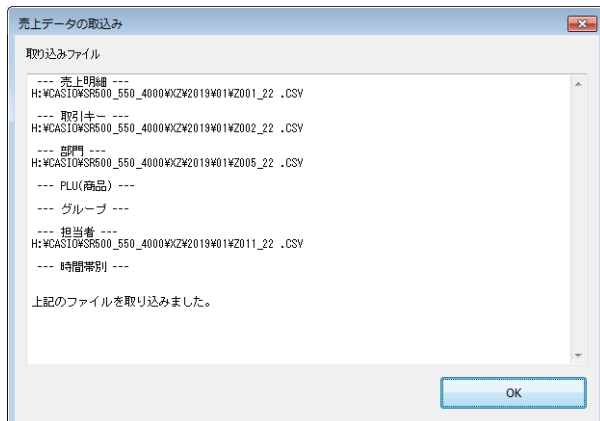 売上データの取込み
取り込みファイル
--- 売上明細 ---
H:¥CASIO¥SR500_550_4000¥XZ¥2019¥01¥Z001_22 .CSV
--- 取引キー ---
H:¥CASIO¥SR500_550_4000¥XZ¥2019¥01¥Z002_22 .CSV
--- 部門 ---
H:¥CASIO¥SR500_550_4000¥XZ¥2019¥01¥Z005_22 .CSV
--- PLU(商品) ---
--- グループ ---
--- 担当者 ---
H:¥CASIO¥SR500_550_4000¥XZ¥2019¥01¥Z011_22 .CSV
--- 時間帯別 ---
上記のファイルを取り込みました。
OK